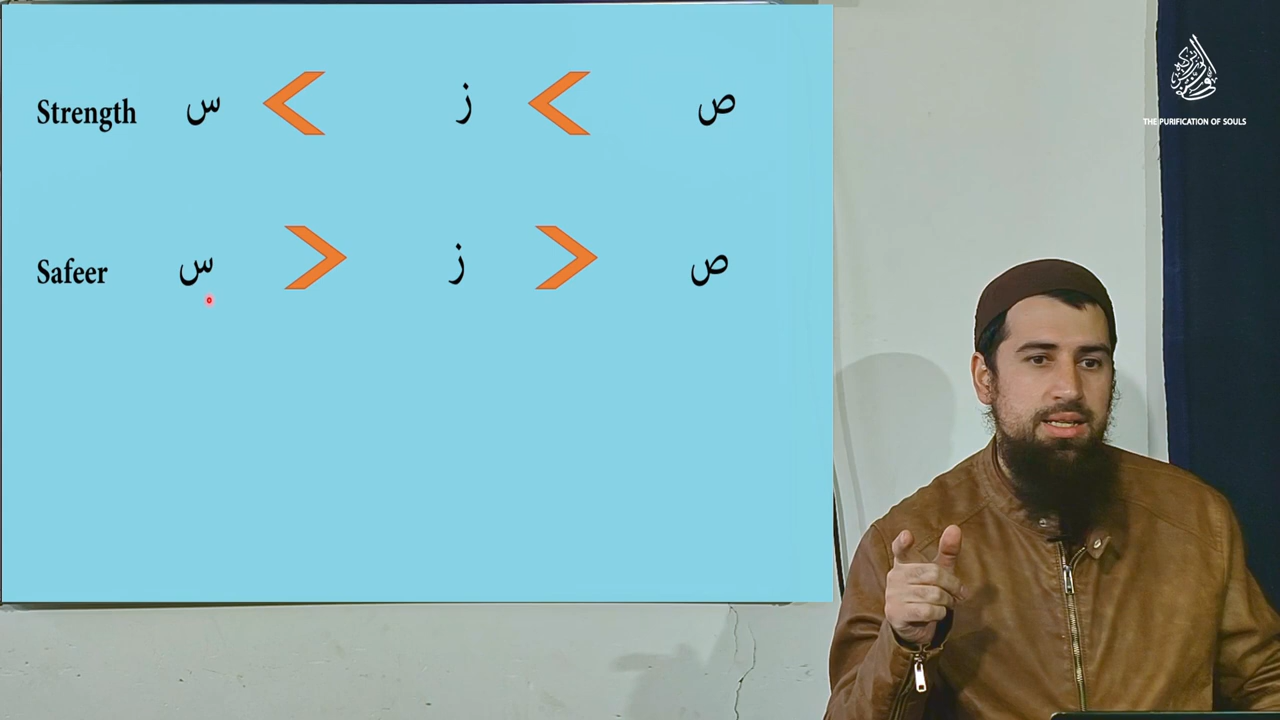 Strength س < ز < ص
Safeer س > ز > ص
THE PURIFICATION OF SOULS